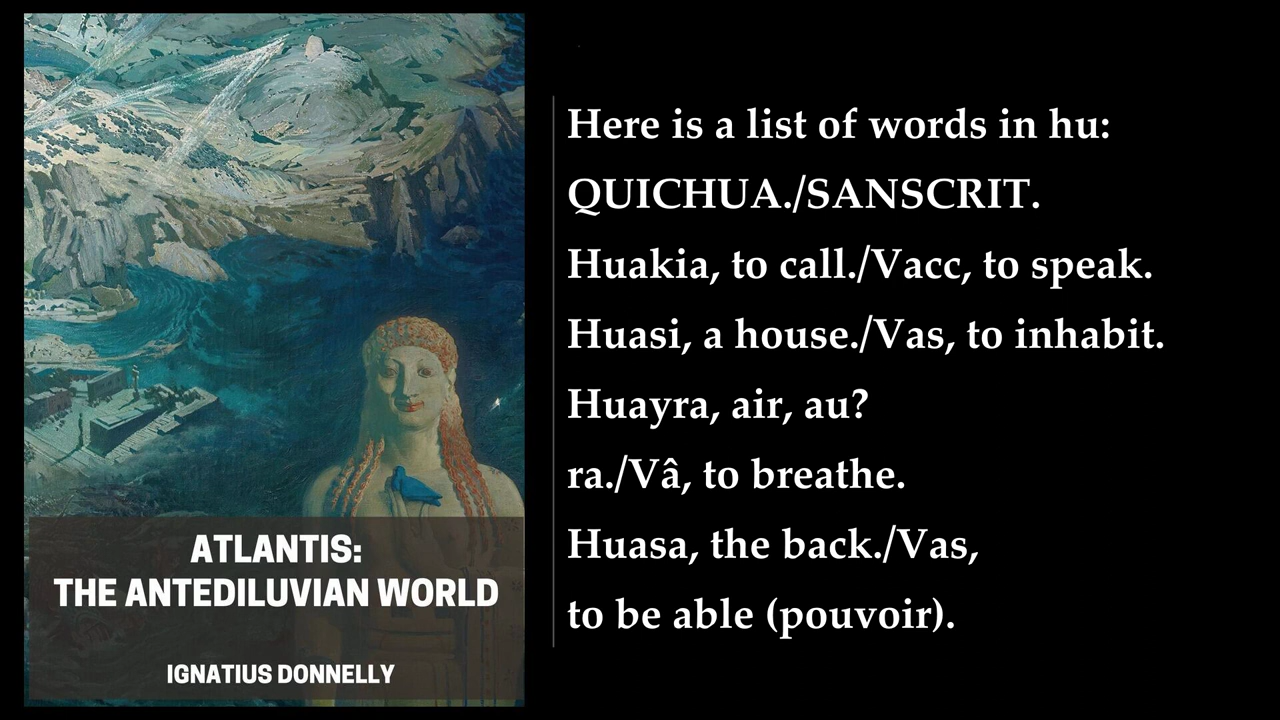 Here is a list of words in hu:
QUICHUA./SANSCRIT.
Huakia, to call./Vacc, to speak.
Huasi, a house./Vas, to inhabit.
Huayra, air, au?
ra./Vâ, to breathe.
Huasa, the back./Vas,
to be able (pouvoir).
ATLANTIS:
THE ANTEDILUVIAN WORLD
IGNATIUS DONNELLY